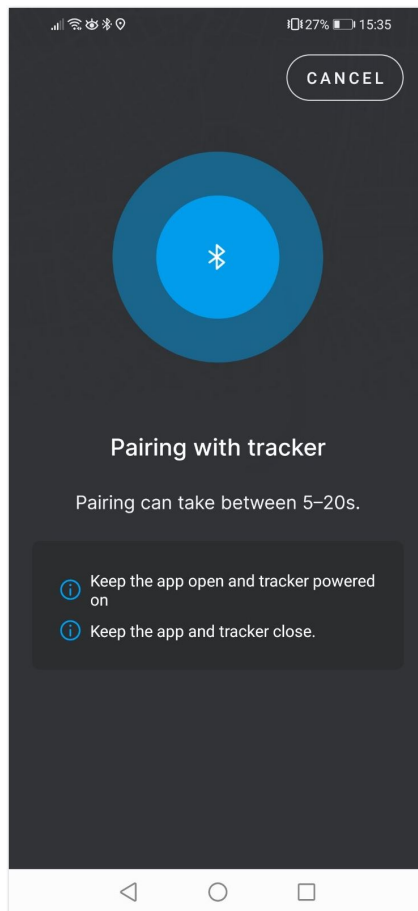 27% 15:35
CANCEL
Pairing with tracker
Pairing can take between 5–20s.
Keep the app open and tracker powered
on
Keep the app and tracker close.